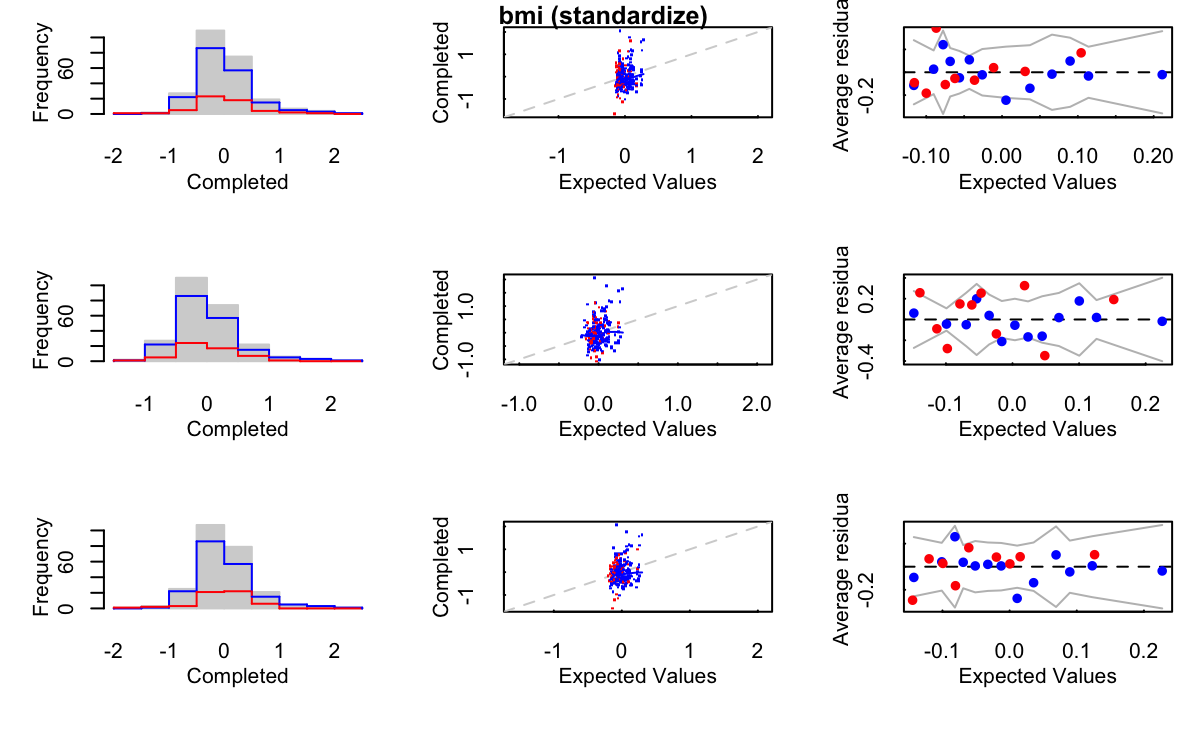 bmi (standardize)
Frequency
0 60
-2 -1 0 1 2
Completed
Completed
-1 1
-1 0 1 2
Expected Values
Average residua
-0.2
-0.10 0.00 0.10 0.20
Expected Values
Frequency
0 60
-1 0 1 2
Completed
Completed
-1.0 1.0
-1.0 0.0 1.0 2.0
Expected Values
Average residua
-0.4 0.2
-0.1 0.0 0.1 0.2
Expected Values
Frequency
0 60
-2 -1 0 1 2
Completed
Completed
-1 1
-1 0 1 2
Expected Values
Average residua
-0.2
-0.1 0.0 0.1 0.2
Expected Values